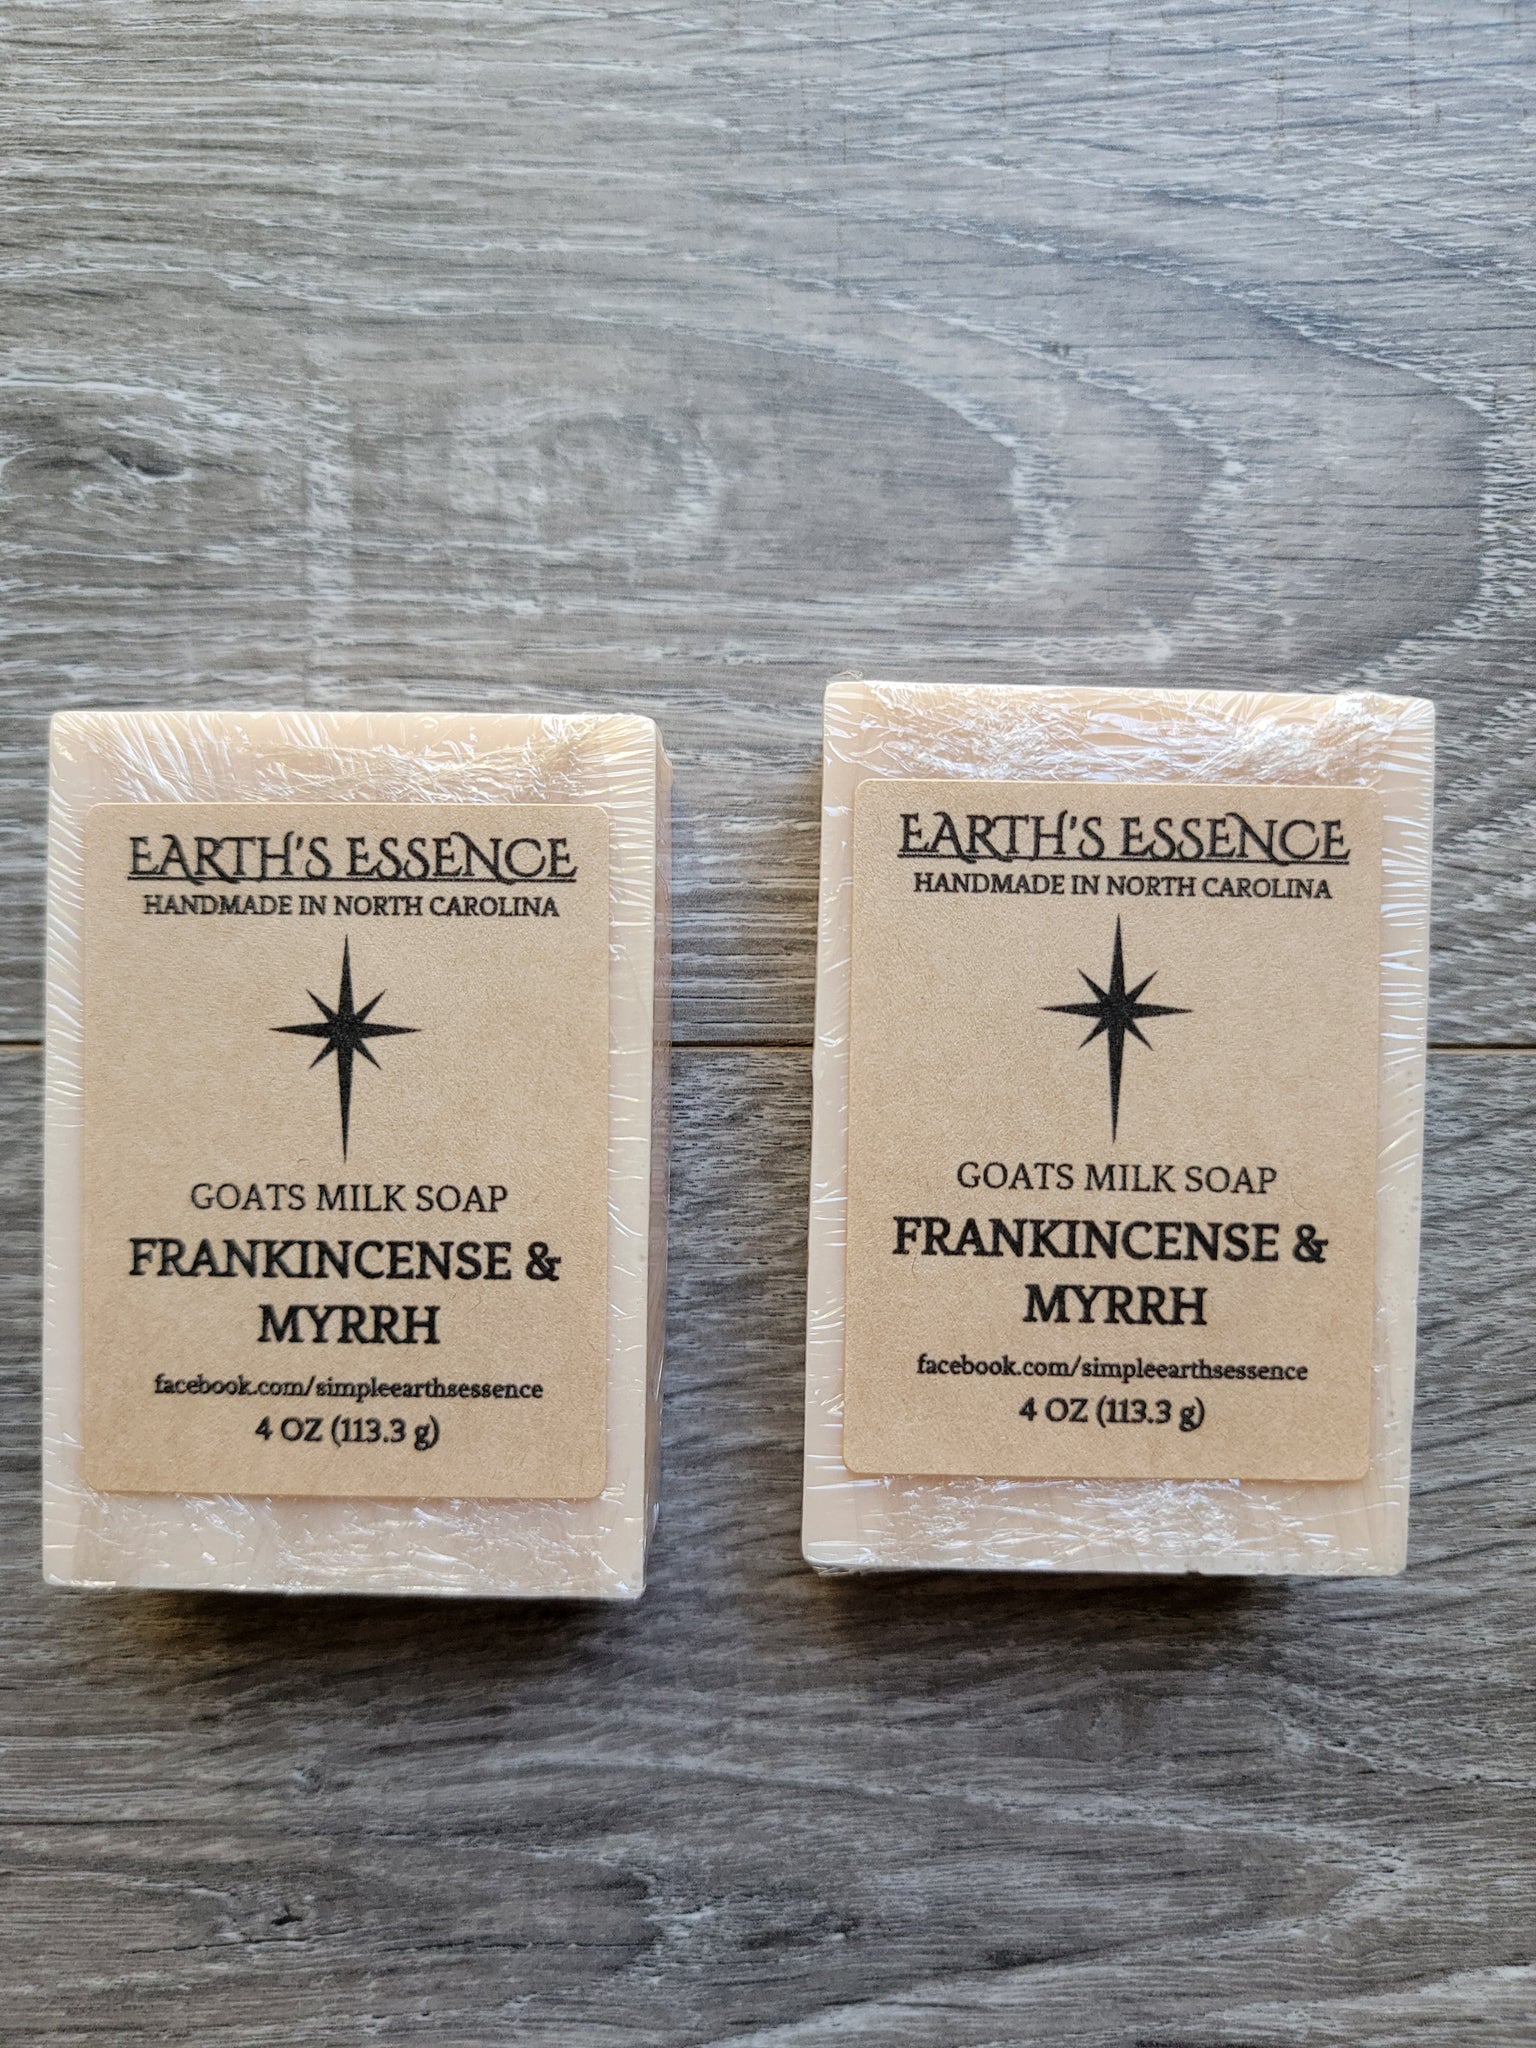 EARTH'S ESSENCE
HANDMADE IN NORTH CAROLINA
GOATS MILK SOAP
FRANKINCENSE &
MYRRH
facebook.com/simpleearthsessence
4 OZ (113.3 g)
EARTH'S ESSENCE
HANDMADE IN NORTH CAROLINA
GOATS MILK SOAP
FRANKINCENSE &
MYRRH
facebook.com/simpleearthsessence
4 OZ (113.3 g)